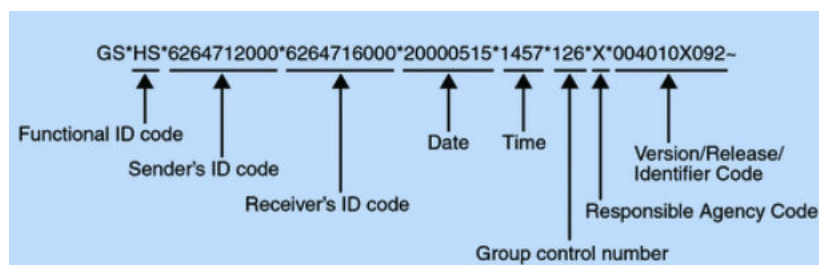 GS*HS*6264712000*6264716000*20000515*1457*126*X*004010X092~
Functional ID code
Sender's ID code
Receiver's ID code
Date
Time
Version/Release/
Identifier Code
Responsible Agency Code
Group control number